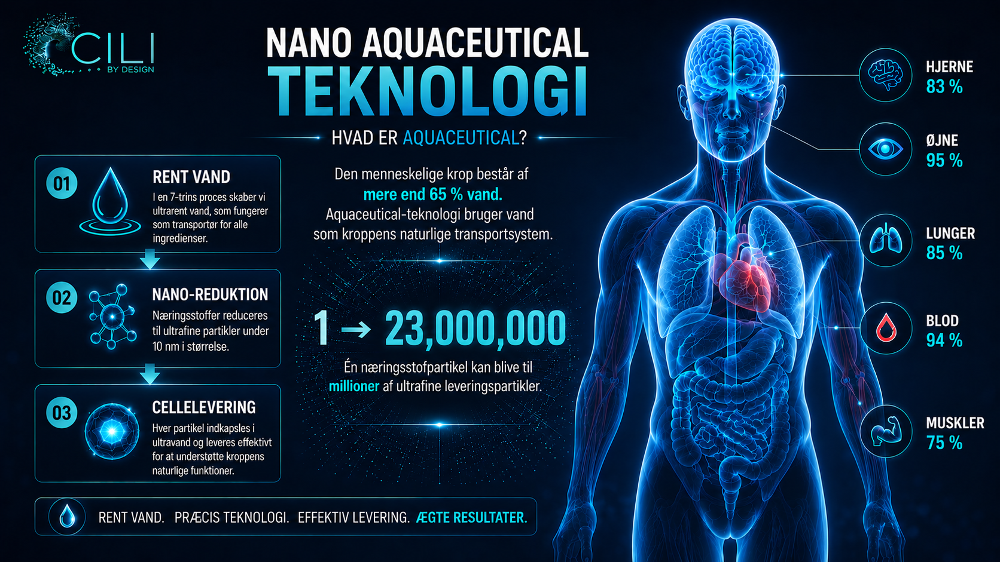 CILI
BY DESIGN
NANO AQUACEUTICAL
TEKNOLOGI
HVAD ER AQUACEUTICAL?
01
RENT VAND
I en 7-trins proces skaber vi
ultrarent vand, som fungerer
som transportør for alle
ingredienser.
02
NANO-REDUKTION
Næringsstoffer reduceres
til ultrafine partikler under
10 nm i størrelse.
03
CELLELEVERING
Hver partikel indkapsles i
ultravand og leveres effektivt
for at understøtte kroppens
naturlige funktioner.
Den menneskelige krop består af
mere end 65 % vand.
Aquaceutical-teknologi bruger vand
som kroppens naturlige transportsystem.
1 → 23,000,000
Én næringsstofpartikel kan blive til
millioner af ultrafine leveringspartikler.
HJERNE
83 %
ØJNE
95 %
LUNGER
85 %
BLOD
94 %
MUSKLER
75 %
RENT VAND. PRÆCIS TEKNOLOGI. EFFEKTIV LEVERING. ÆGTE RESULTATER.